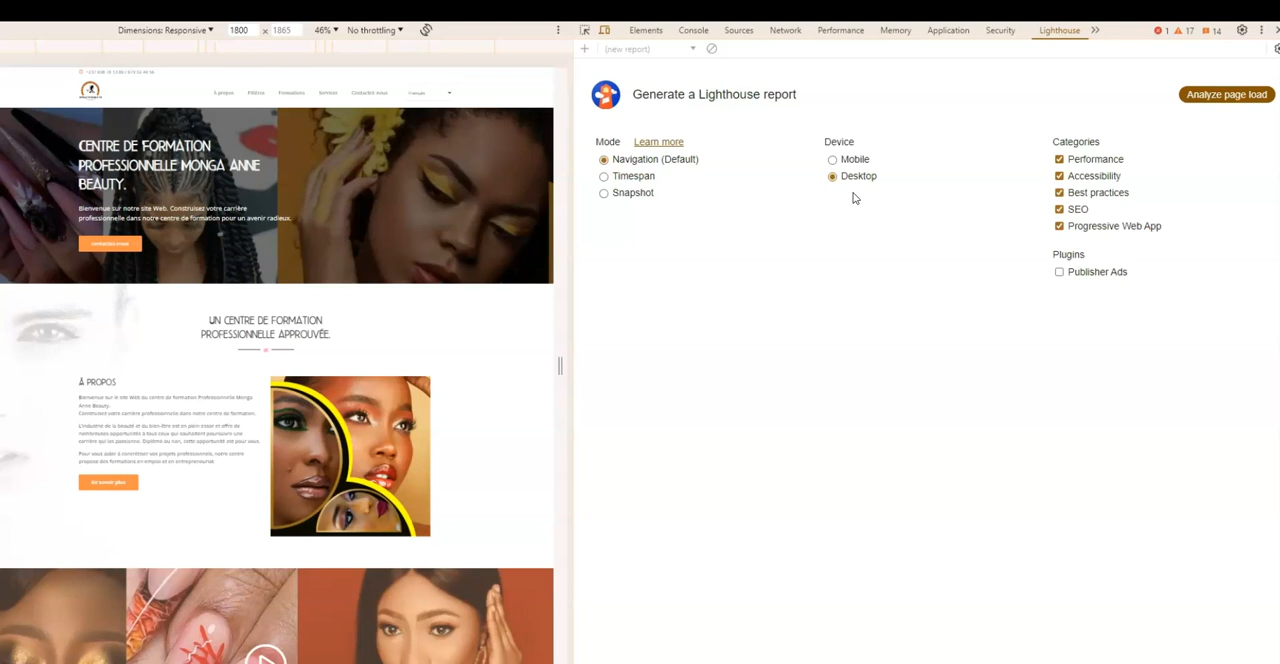 Dimensions: Responsive 1800 × 1865 46% No throttling
Elements Console Sources Network Performance Memory Application Security Lighthouse 1 17 14
(new report)
Generate a Lighthouse report
Analyze page load
Mode Learn more
Navigation (Default)
Timespan
Snapshot
Device
Mobile
Desktop
Categories
Performance
Accessibility
Best practices
SEO
Progressive Web App
Plugins
Publisher Ads
À propos Filières Formations Services Contactez-nous Français
CENTRE DE FORMATION
PROFESSIONNELLE MONGA ANNE
BEAUTY.
Bienvenue sur notre site Web. Construisez votre carrière
professionnelle dans notre centre de formation pour un avenir radieux.
Contactez-nous
UN CENTRE DE FORMATION
PROFESSIONNELLE APPROUVÉE.
À PROPOS
Bienvenue sur le site Web du centre de formation Professionnelle Monga
Anne Beauty.
Construisez votre carrière professionnelle dans notre centre de formation.
L'industrie de la beauté et du bien-être est en plein essor et offre de
nombreuses opportunités à tous ceux qui souhaitent poursuivre une
carrière qui les passionne. Diplômé ou non, cette opportunité est pour vous.
Pour vous aider à concrétiser vos projets professionnels, notre centre
propose des formations en emploi et en entrepreneuriat.
En savoir plus